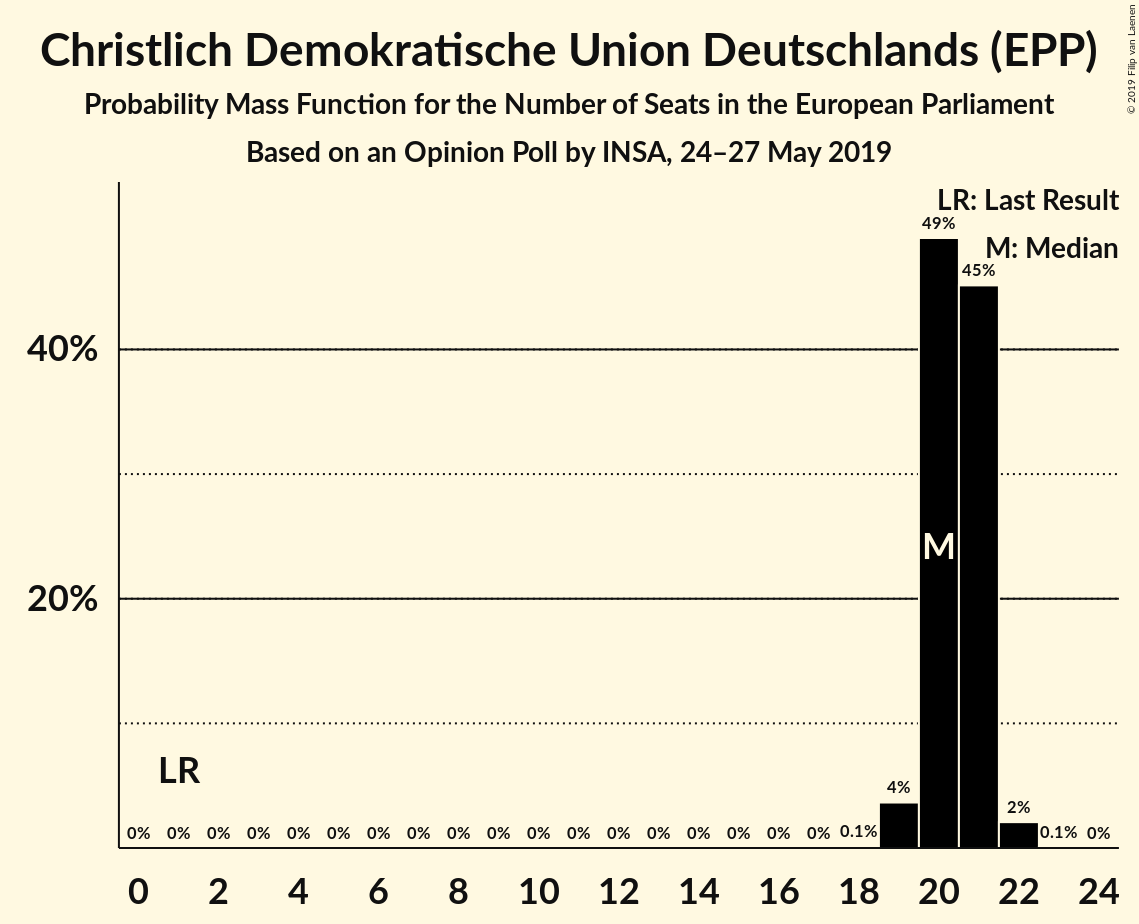 Christlich Demokratische Union Deutschlands (EPP)
Probability Mass Function for the Number of Seats in the European Parliament
Based on an Opinion Poll by INSA, 24–27 May 2019
© 2019 Filip van Laenen
LR: Last Result
M: Median
49%
45%
40%
M
20%
LR
4%
2%
0% 0% 0% 0% 0% 0% 0% 0% 0% 0% 0% 0% 0% 0% 0% 0% 0% 0% 0.1% 0.1% 0%
0 2 4 6 8 10 12 14 16 18 20 22 24